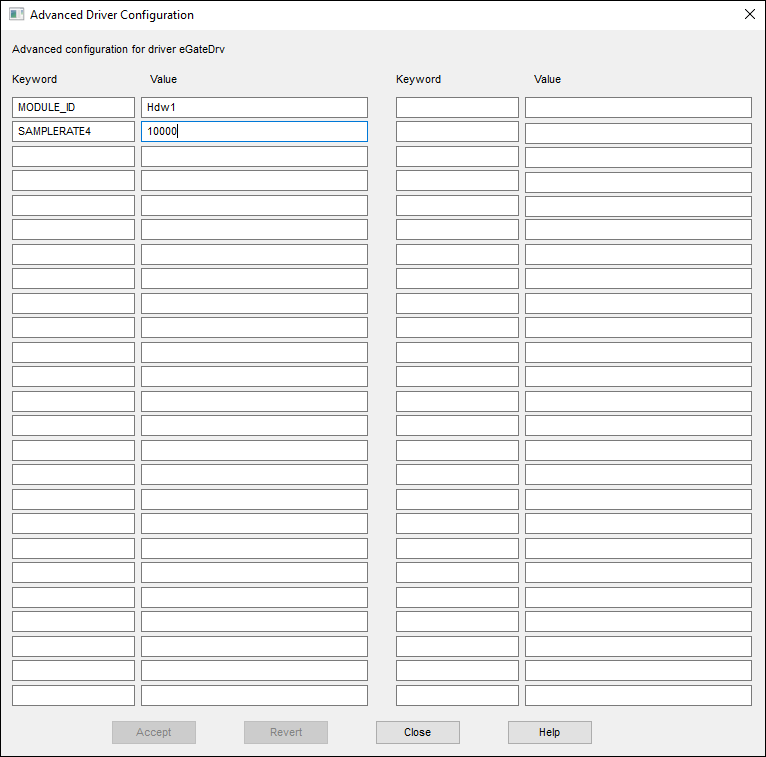 Advanced Driver Configuration
Advanced configuration for driver eGateDrv
Keyword Value Keyword Value
MODULE_ID Hdw1
SAMPLERATE4 10000
Accept Revert Close Help